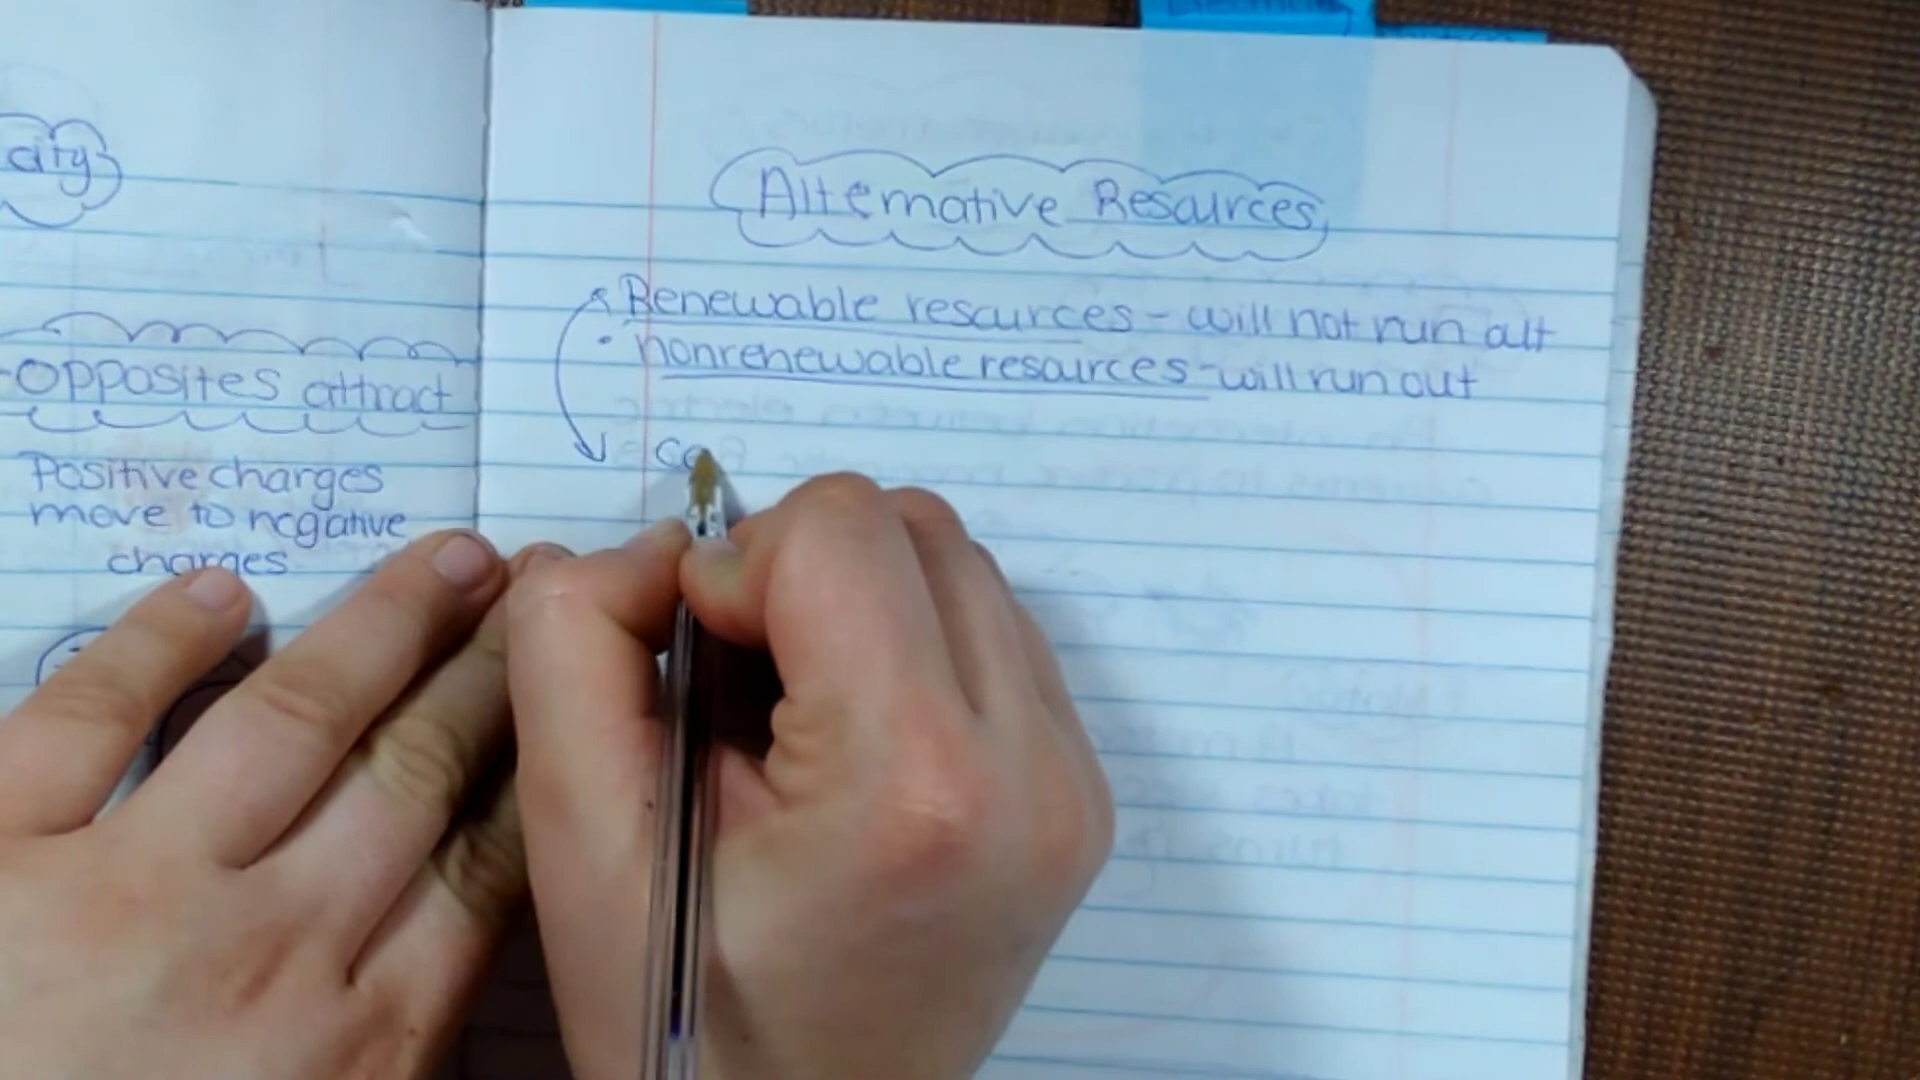 city
-Opposites attract
Positive charges
move to negative
charges
Alternative Resources
Renewable resources - will not run out
• nonrenewable resources - will run out